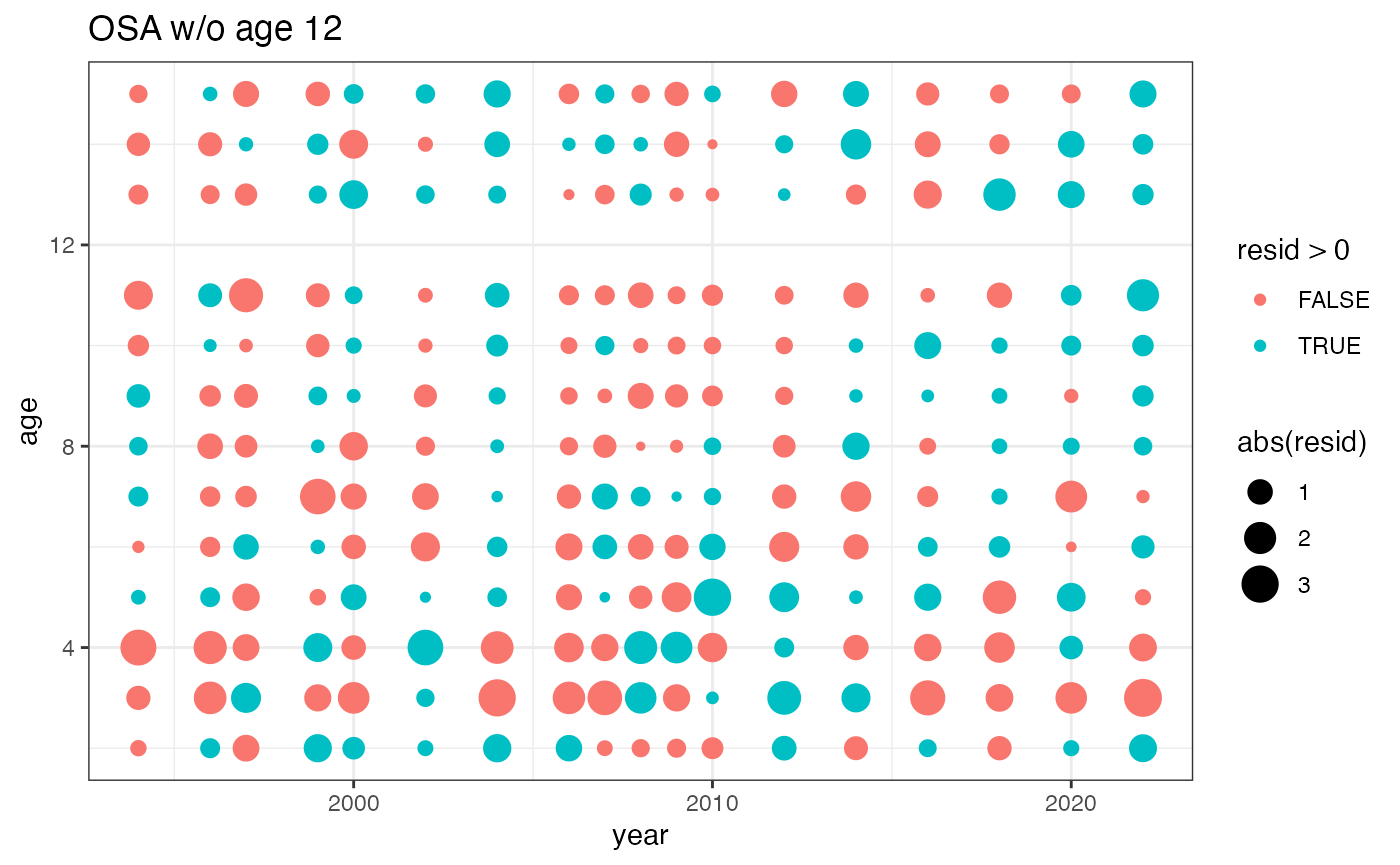 OSA w/o age 12
age
12
8
4
2000
2010
2020
year
resid > 0
FALSE
TRUE
abs(resid)
1
2
3